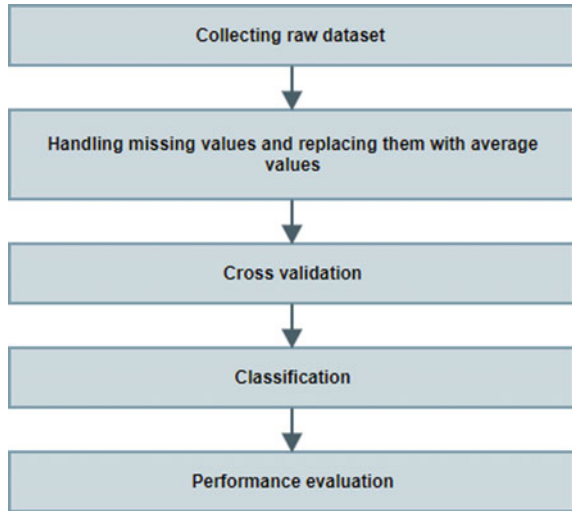 Collecting raw dataset
Handling missing values and replacing them with average
values
Cross validation
Classification
Performance evaluation